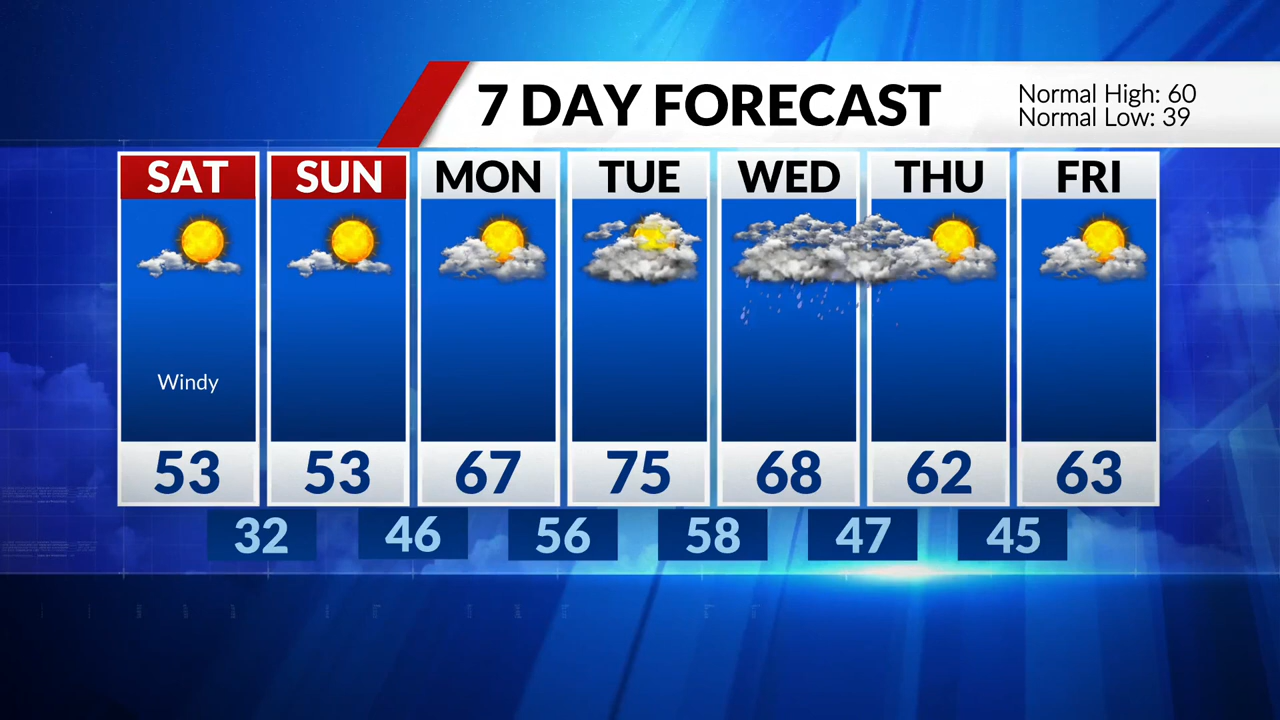 7 DAY FORECAST
Normal High: 60
Normal Low: 39
SAT SUN MON TUE WED THU FRI
Windy
53 53 67 75 68 62 63
32 46 56 58 47 45